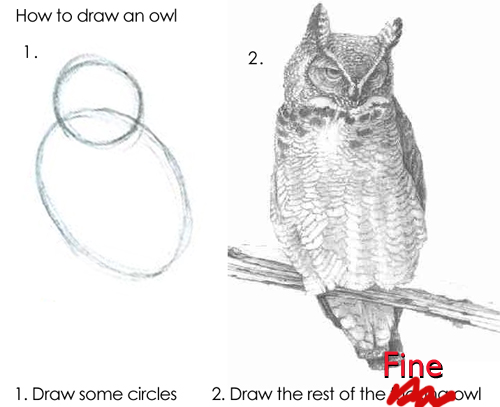 How to draw an owl
1.
2.
1. Draw some circles
Fine
2. Draw the rest of the owl